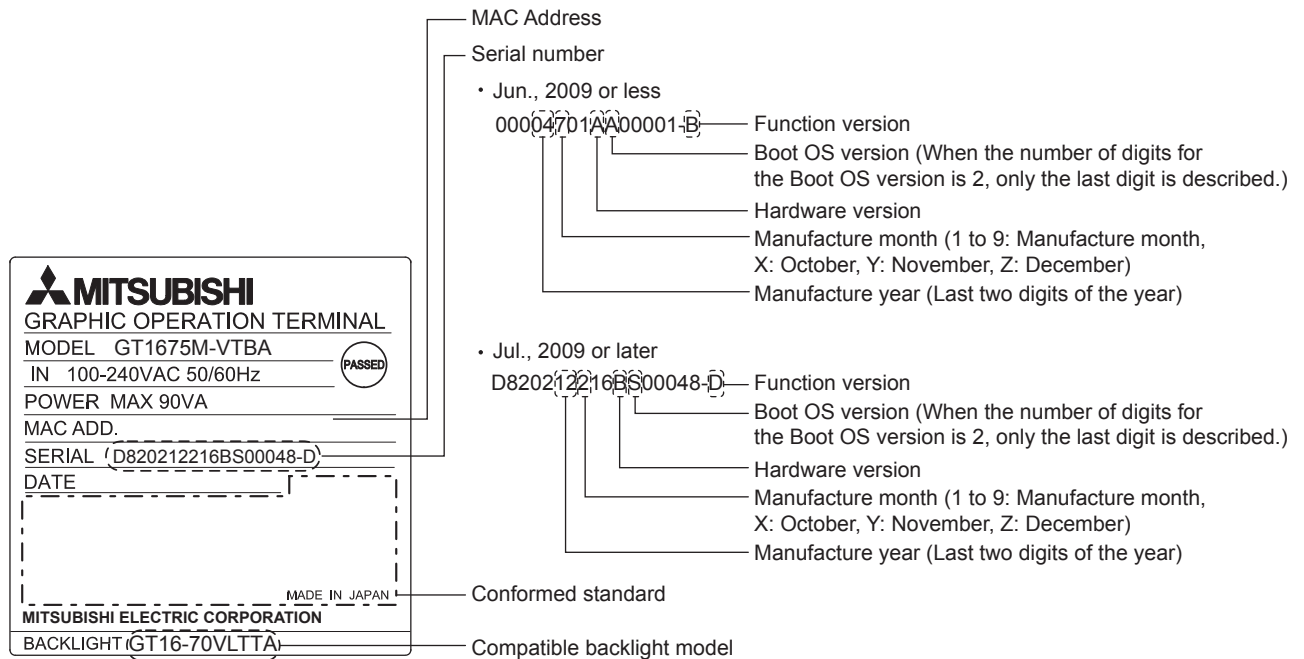 MAC Address
Serial number
・ Jun., 2009 or less
00004701AA00001-B
Function version
Boot OS version (When the number of digits for
the Boot OS version is 2, only the last digit is described.)
Hardware version
Manufacture month (1 to 9: Manufacture month,
X: October, Y: November, Z: December)
Manufacture year (Last two digits of the year)
・ Jul., 2009 or later
D820212216BS00048-D
Function version
Boot OS version (When the number of digits for
the Boot OS version is 2, only the last digit is described.)
Hardware version
Manufacture month (1 to 9: Manufacture month,
X: October, Y: November, Z: December)
Manufacture year (Last two digits of the year)
Conformed standard
Compatible backlight model
MITSUBISHI
GRAPHIC OPERATION TERMINAL
MODEL GT1675M-VTBA
PASSED
IN 100-240VAC 50/60Hz
POWER MAX 90VA
MAC ADD.
SERIAL D820212216BS00048-D
DATE
MADE IN JAPAN
MITSUBISHI ELECTRIC CORPORATION
BACKLIGHT GT16-70VLTTA